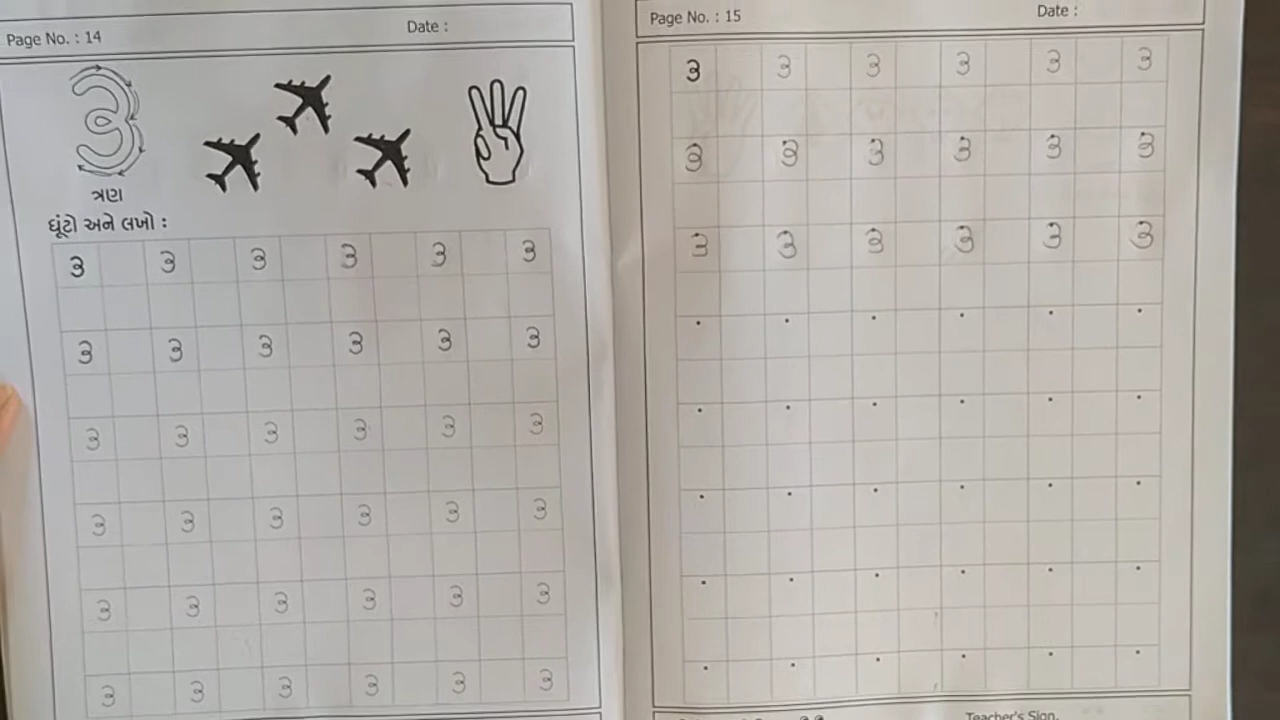 Page No. : 14 Date :
૩
ત્રણ
ઘૂંટો અને લખો :
૩ ૩ ૩ ૩ ૩ ૩
૩ ૩ ૩ ૩ ૩ ૩
૩ ૩ ૩ ૩ ૩ ૩
૩ ૩ ૩ ૩ ૩ ૩
૩ ૩ ૩ ૩ ૩ ૩
૩ ૩ ૩ ૩ ૩ ૩
Page No. : 15 Date :
૩ ૩ ૩ ૩ ૩ ૩
૩ ૩ ૩ ૩ ૩ ૩
૩ ૩ ૩ ૩ ૩ ૩
Teacher's Sign.